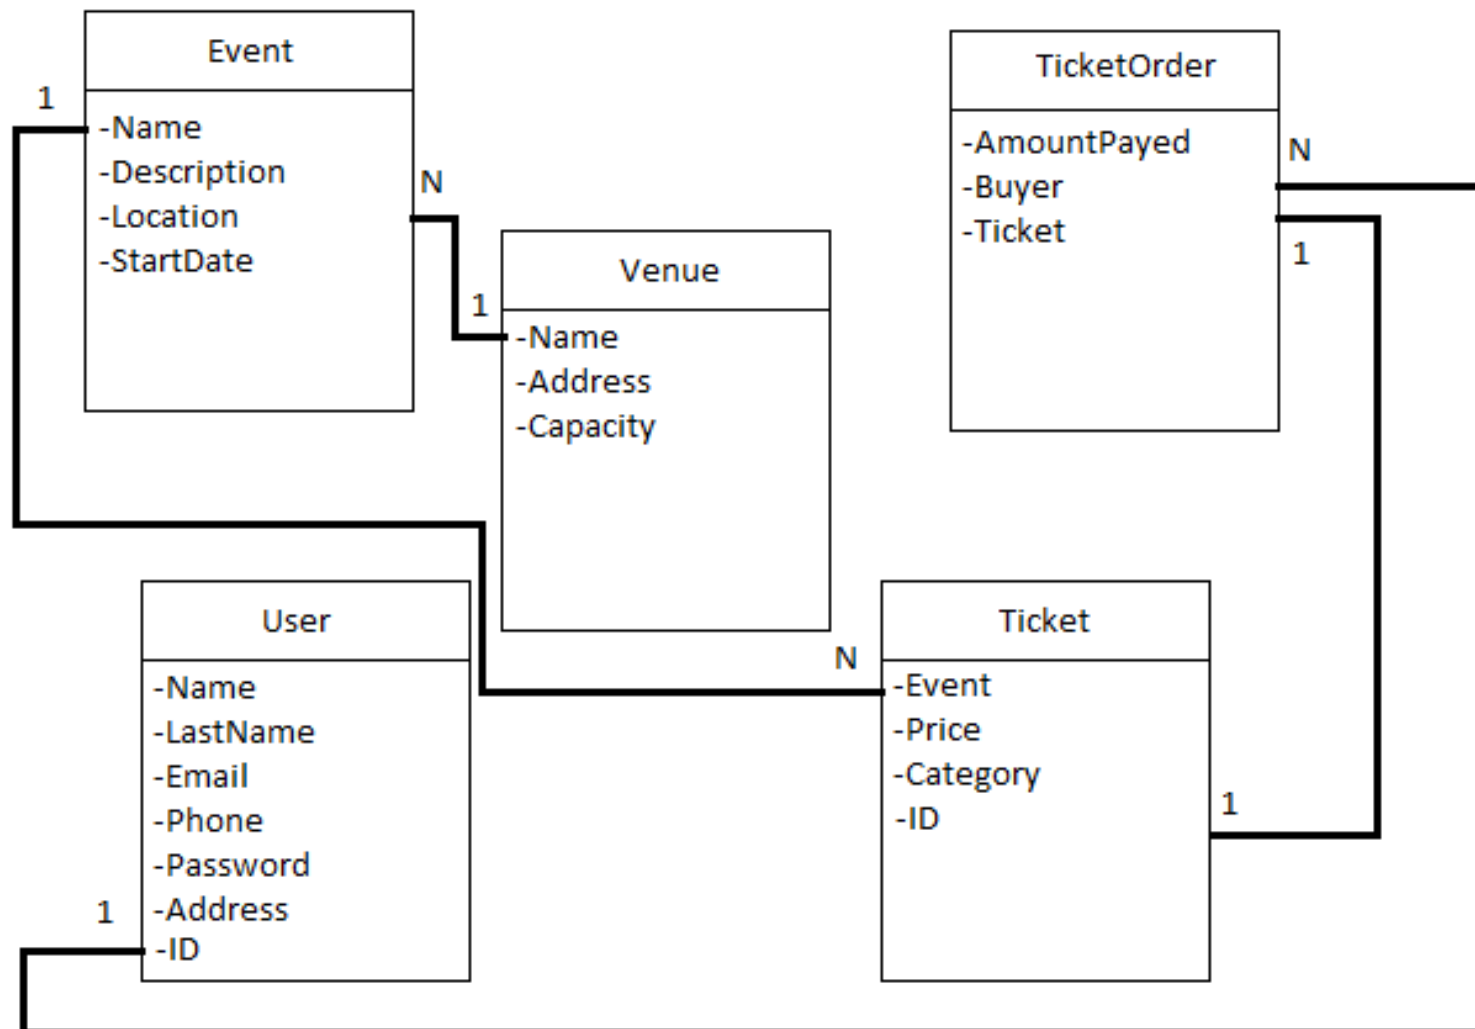 Event
1
-Name
-Description
-Location
-StartDate
N
TicketOrder
-AmountPayed
-Buyer
-Ticket
N
1
Venue
1
-Name
-Address
-Capacity
User
-Name
-LastName
-Email
-Phone
-Password
-Address
-ID
1
Ticket
N
-Event
-Price
-Category
-ID
1